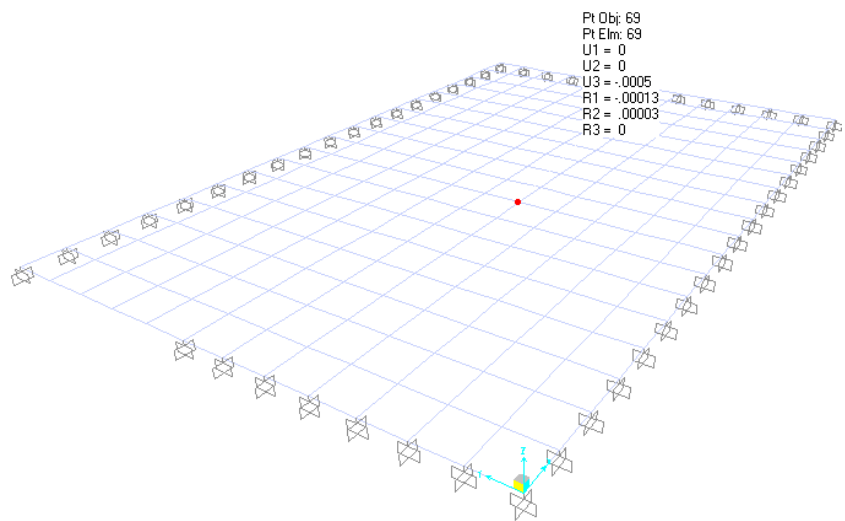 Pt Obj: 69
Pt Elm: 69
U1 = 0
U2 = 0
U3 = -.0005
R1 = -.00013
R2 = .00003
R3 = 0
Z